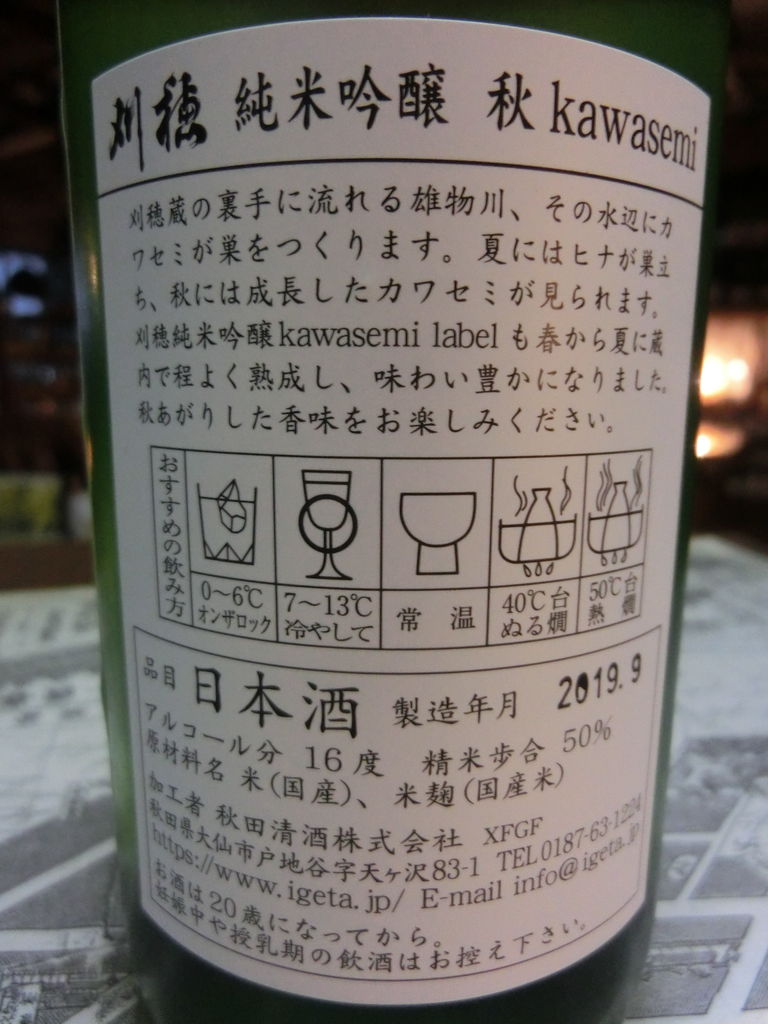 刈穂 純米吟醸 秋 kawasemi
刈穂蔵の裏手に流れる雄物川、その水辺にカ
ワセミが巣をつくります。夏にはヒナが巣立
ち、秋には成長したカワセミが見られます。
刈穂純米吟醸kawasemi labelも春から夏に蔵
内で程よく熟成し、味わい豊かになりました。
秋あがりした香味をお楽しみください。
おすすめの飲み方
0〜6℃ オンザロック
7〜13℃ 冷やして
常温
40℃台 ぬる燗
50℃台 熱燗
品目 日本酒 製造年月 2019.9
アルコール分 16度 精米歩合 50%
原材料名 米(国産)、米麹(国産米)
加工者 秋田清酒株式会社 XFGF
秋田県大仙市戸地谷字天ヶ沢83-1 TEL0187-63-1224
https://www.igeta.jp/ E-mail info@igeta.jp
お酒は20歳になってから。
妊娠中や授乳期の飲酒はお控え下さい。